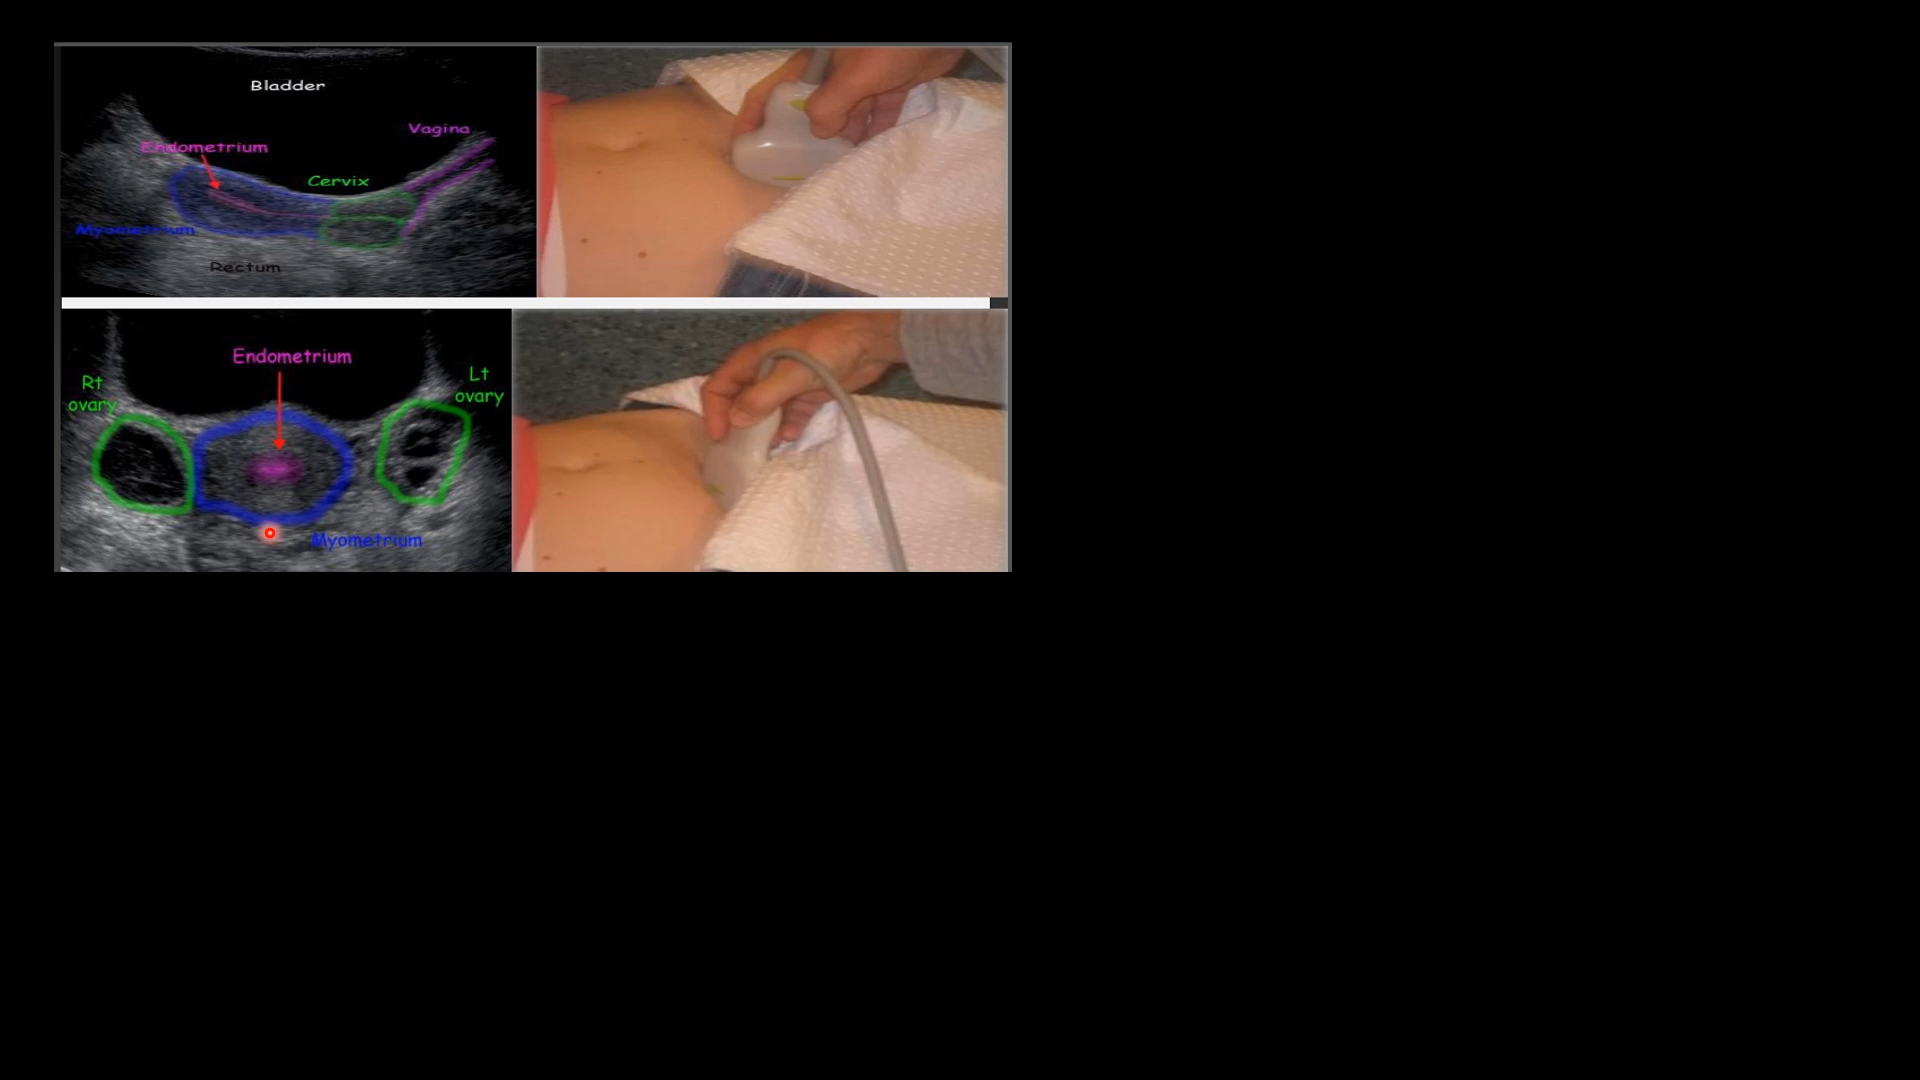 Bladder
Vagina
Endometrium
Cervix
Myometrium
Rectum
Endometrium
Rt
ovary
Lt
ovary
Myometrium